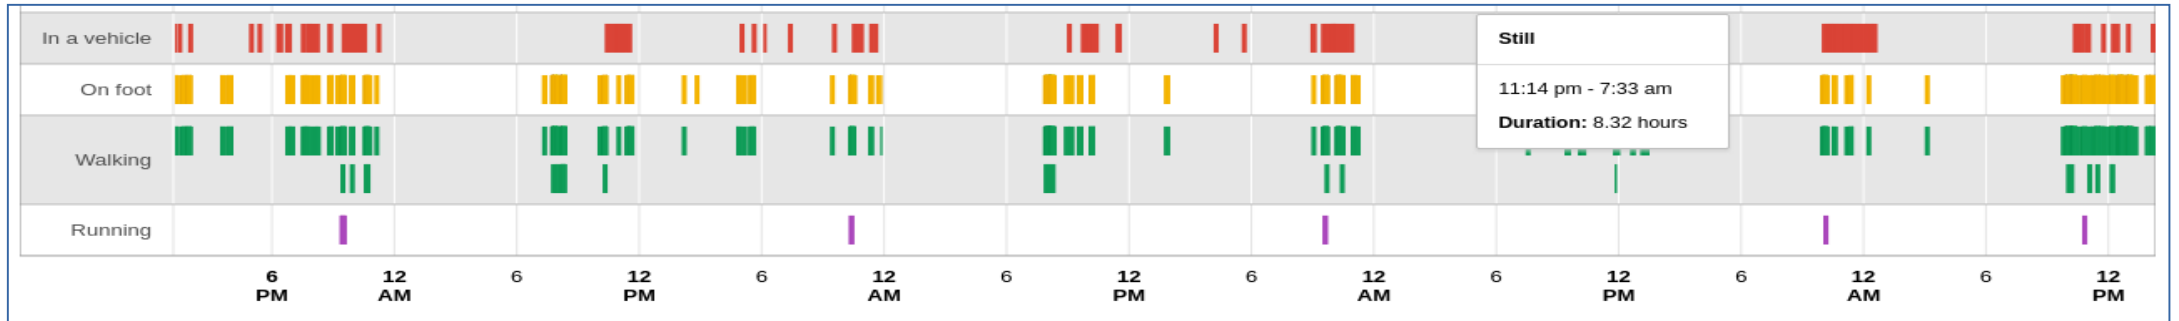 In a vehicle
On foot
Walking
Running
Still
11:14 pm - 7:33 am
Duration: 8.32 hours
6 12 6 12 6 12 6 12 6 12 6 12 6 12 6 12
PM AM PM AM PM AM PM AM PM